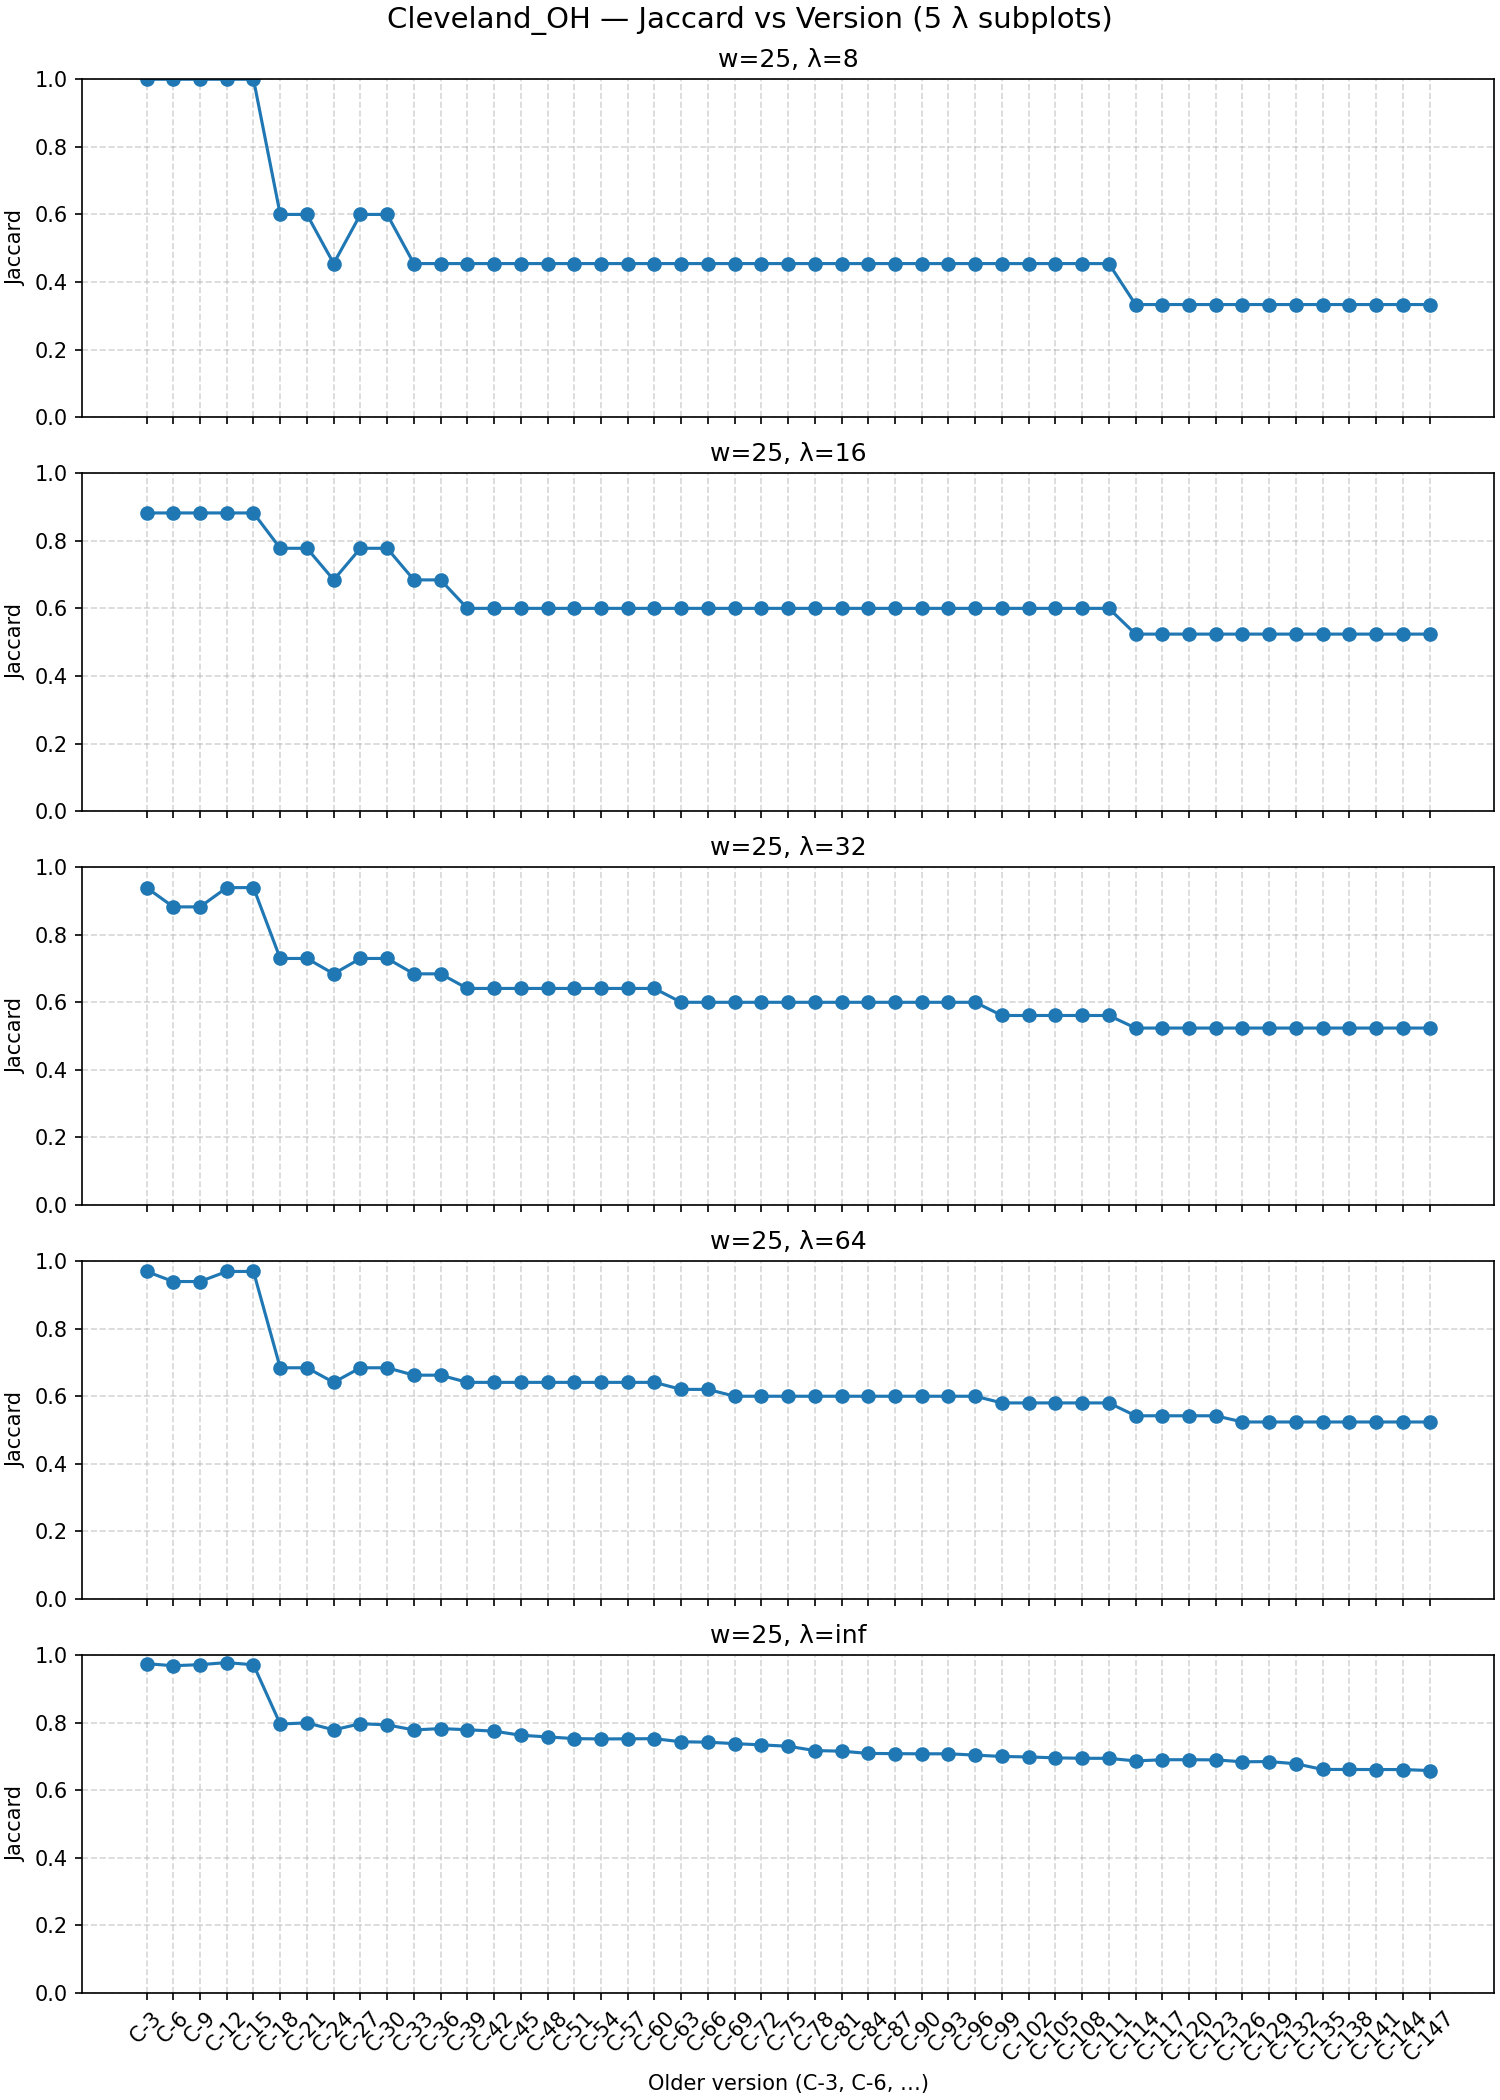 Cleveland_OH — Jaccard vs Version (5 λ subplots)
w=25, λ=8
1.0
0.8
0.6
0.4
0.2
0.0
Jaccard
w=25, λ=16
1.0
0.8
0.6
0.4
0.2
0.0
Jaccard
w=25, λ=32
1.0
0.8
0.6
0.4
0.2
0.0
Jaccard
w=25, λ=64
1.0
0.8
0.6
0.4
0.2
0.0
Jaccard
w=25, λ=inf
1.0
0.8
0.6
0.4
0.2
0.0
Jaccard
C-3 C-6 C-9 C-12 C-15 C-18 C-21 C-24 C-27 C-30 C-33 C-36 C-39 C-42 C-45 C-48 C-51 C-54 C-57 C-60 C-63 C-66 C-69 C-72 C-75 C-78 C-81 C-84 C-87 C-90 C-93 C-96 C-99 C-102 C-105 C-108 C-111 C-114 C-117 C-120 C-123 C-126 C-129 C-132 C-135 C-138 C-141 C-144 C-147
Older version (C-3, C-6, ...)